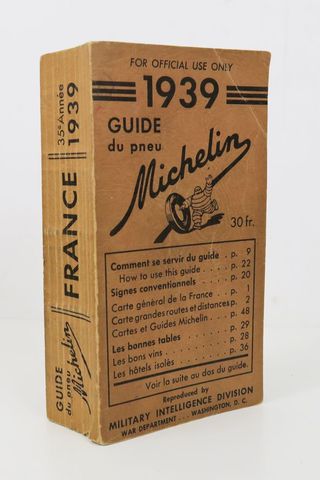 FOR OFFICIAL USE ONLY
1939
GUIDE
du pneu
Michelin
30 fr.
Comment se servir du guide . p. 9
How to use this guide . . . . p. 22
Signes conventionnels . . . . p. 20
Carte général de la France . p. 1
Carte grandes routes et distances p. 2
Cartes et Guides Michelin . . p. 48
Les bonnes tables . . . . . p. 29
Les bons vins . . . . . . p. 28
Les hôtels isolés . . . . . p. 36
Voir la suite au dos du guide.
Reproduced by
MILITARY INTELLIGENCE DIVISION
WAR DEPARTMENT . . . WASHINGTON, D. C.
GUIDE
du pneu
Michelin
FRANCE
35e Année
1939